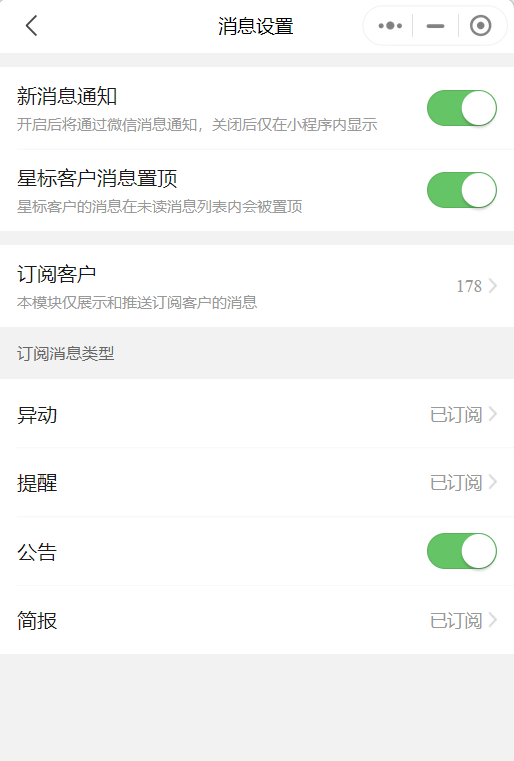 消息设置
新消息通知
开启后将通过微信消息通知，关闭后仅在小程序内显示
星标客户消息置顶
星标客户的消息在未读消息列表内会被置顶
订阅客户
178
本模块仅展示和推送订阅客户的消息
订阅消息类型
异动 已订阅
提醒 已订阅
公告
简报 已订阅